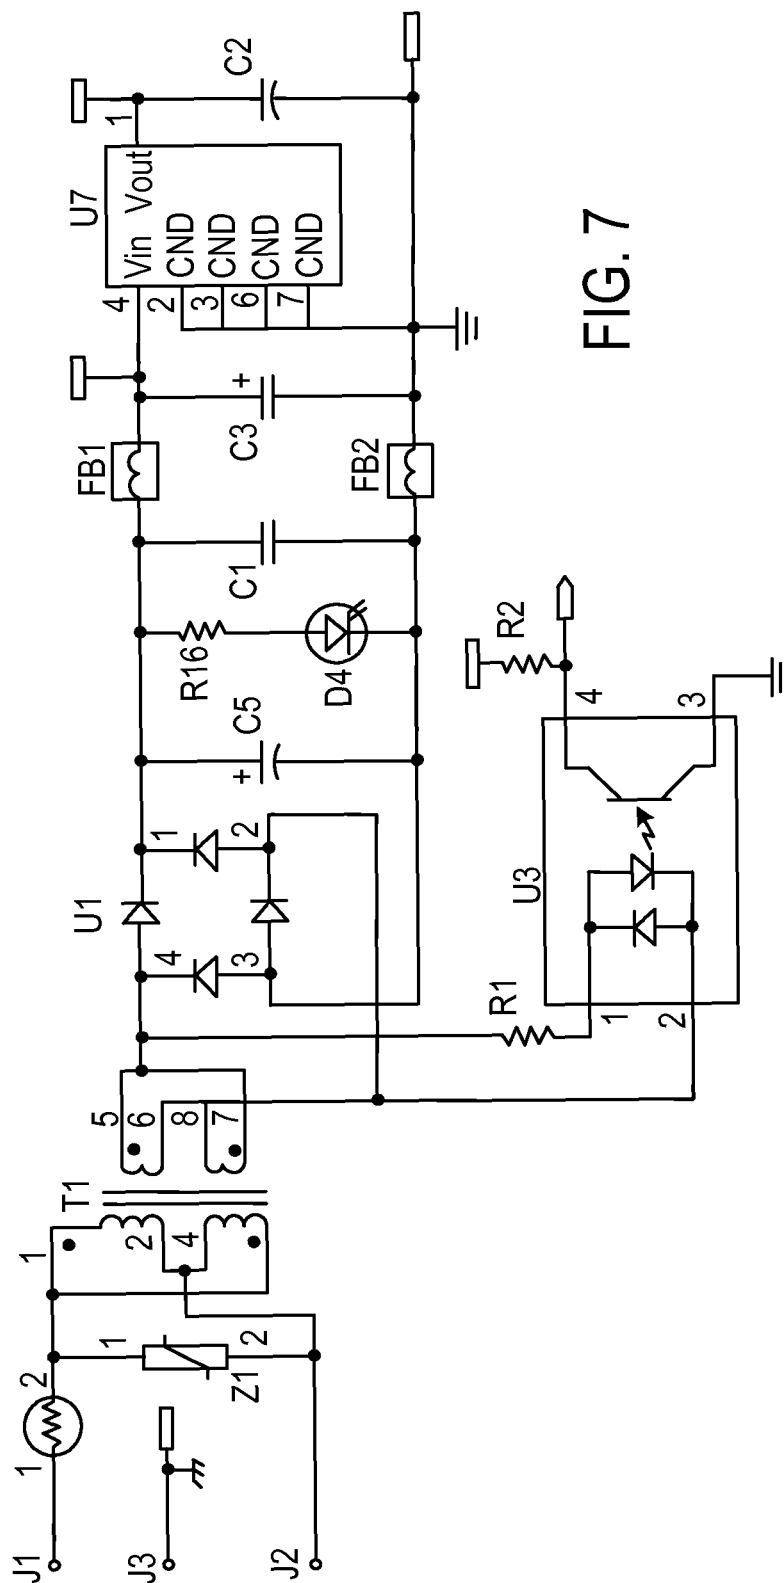 J1
1
2
J3
J2
1
Z1
2
1
T1
2
4
5
6
8
7
U1
4
1
3
2
+
C5
R16
D4
C1
FB1
FB2
+
C3
U7
4
Vin
Vout
1
2
CND
3
CND
6
CND
7
CND
C2
R1
1
2
U3
4
3
R2
FIG. 7